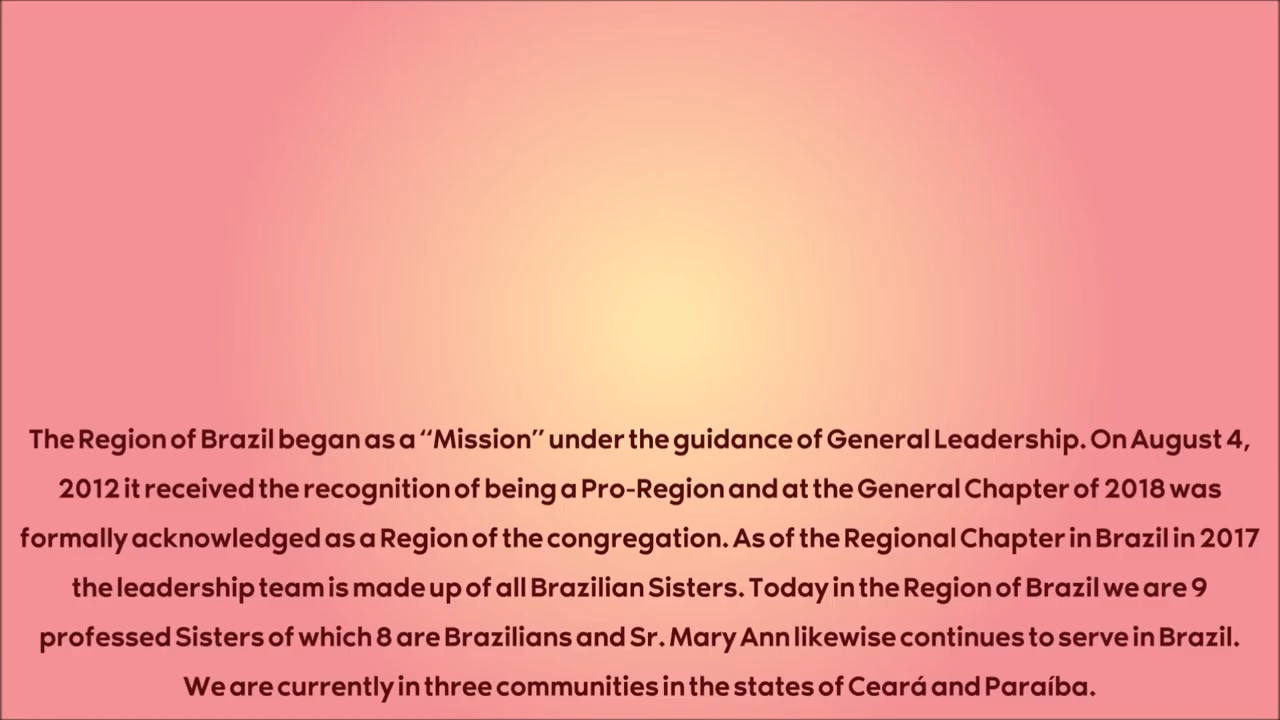 The Region of Brazil began as a “Mission” under the guidance of General Leadership. On August 4,
2012 it received the recognition of being a Pro-Region and at the General Chapter of 2018 was
formally acknowledged as a Region of the congregation. As of the Regional Chapter in Brazil in 2017
the leadership team is made up of all Brazilian Sisters. Today in the Region of Brazil we are 9
professed Sisters of which 8 are Brazilians and Sr. Mary Ann likewise continues to serve in Brazil.
We are currently in three communities in the states of Ceará and Paraíba.